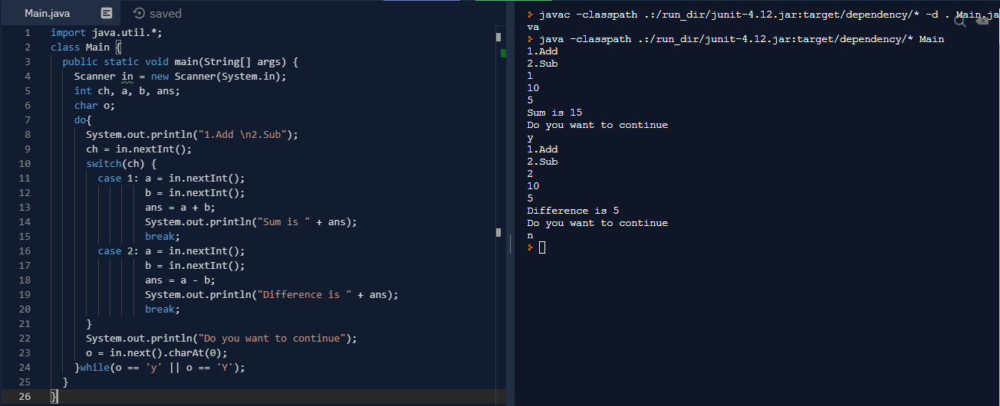 Main.java
saved
1 import java.util.*;
2 class Main {
3 public static void main(String[] args) {
4 Scanner in = new Scanner(System.in);
5 int ch, a, b, ans;
6 char o;
7 do{
8 System.out.println("1.Add \n2.Sub");
9 ch = in.nextInt();
10 switch(ch) {
11 case 1: a = in.nextInt();
12 b = in.nextInt();
13 ans = a + b;
14 System.out.println("Sum is " + ans);
15 break;
16 case 2: a = in.nextInt();
17 b = in.nextInt();
18 ans = a - b;
19 System.out.println("Difference is " + ans);
20 break;
21 }
22 System.out.println("Do you want to continue");
23 o = in.next().charAt(0);
24 }while(o == 'y' || o == 'Y');
25 }
26 }
javac -classpath .:/run_dir/junit-4.12.jar:target/dependency/* -d . Main.ja
va
java -classpath .:/run_dir/junit-4.12.jar:target/dependency/* Main
1.Add
2.Sub
1
10
5
Sum is 15
Do you want to continue
y
1.Add
2.Sub
2
10
5
Difference is 5
Do you want to continue
n